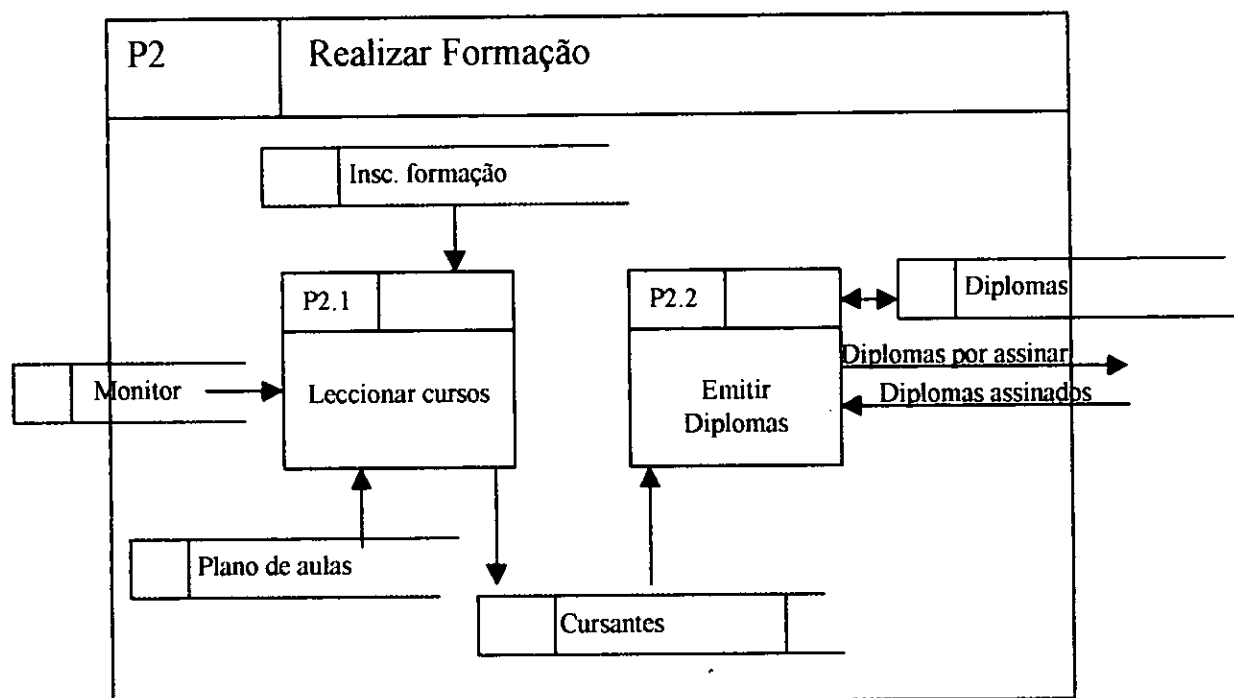 P2 Realizar Formação
Insc. formação
P2.1
P2.2
Diplomas
Diplomas por assinar
Monitor
Leccionar cursos
Emitir
Diplomas
Diplomas assinados
Plano de aulas
Cursantes